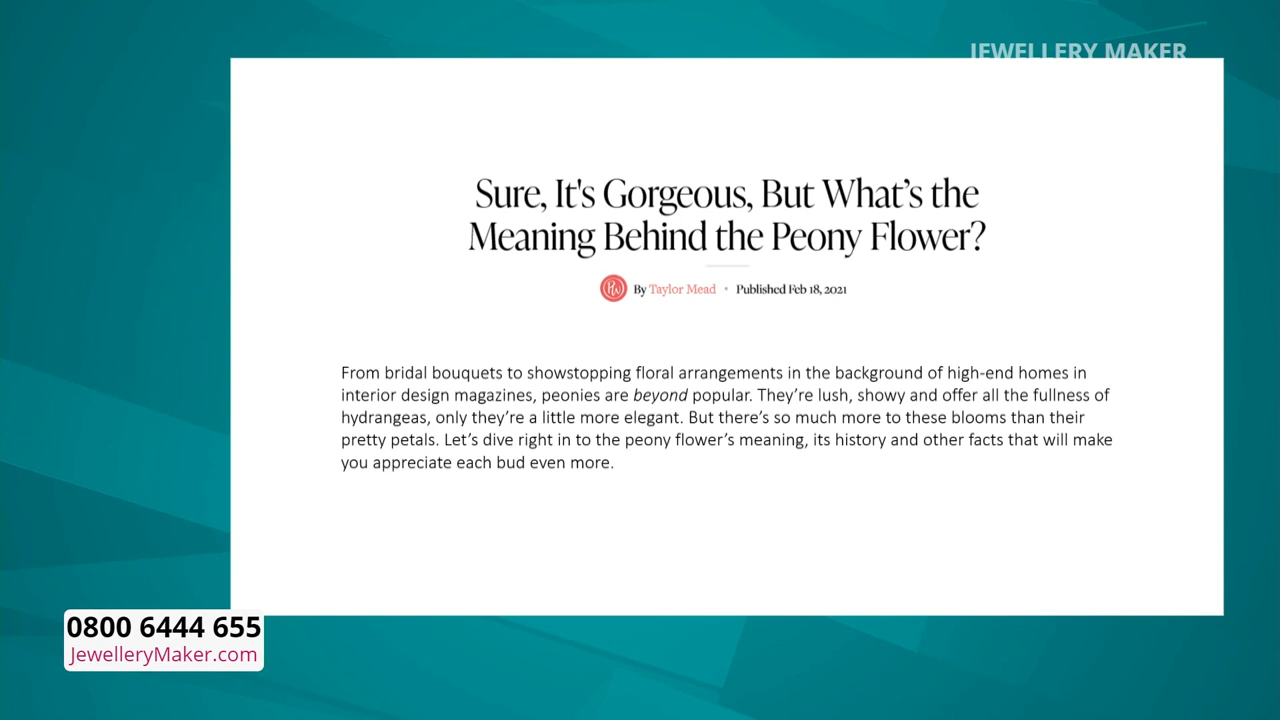 JEWELLERY MAKER
Sure, It's Gorgeous, But What’s the
Meaning Behind the Peony Flower?
PW By Taylor Mead • Published Feb 18, 2021
From bridal bouquets to showstopping floral arrangements in the background of high-end homes in
interior design magazines, peonies are beyond popular. They’re lush, showy and offer all the fullness of
hydrangeas, only they’re a little more elegant. But there’s so much more to these blooms than their
pretty petals. Let’s dive right in to the peony flower’s meaning, its history and other facts that will make
you appreciate each bud even more.
0800 6444 655
JewelleryMaker.com